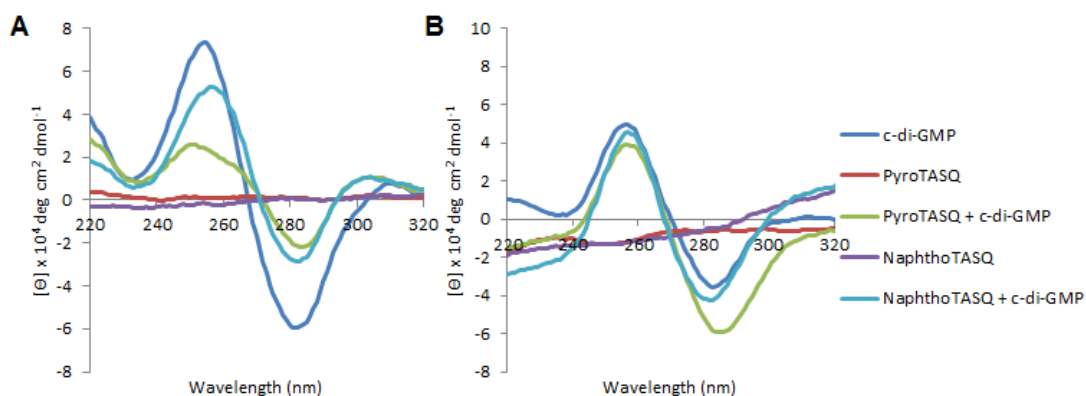 A
8
6
4
2
0
-2
-4
-6
-8
220 240 260 280 300 320
[Θ] x 10⁴ deg cm² dmol⁻¹
Wavelength (nm)
B
10
8
6
4
2
0
-2
-4
-6
-8
220 240 260 280 300 320
[Θ] x 10⁴ deg cm² dmol⁻¹
Wavelength (nm)
c-di-GMP
PyroTASQ
PyroTASQ + c-di-GMP
NaphthoTASQ
NaphthoTASQ + c-di-GMP